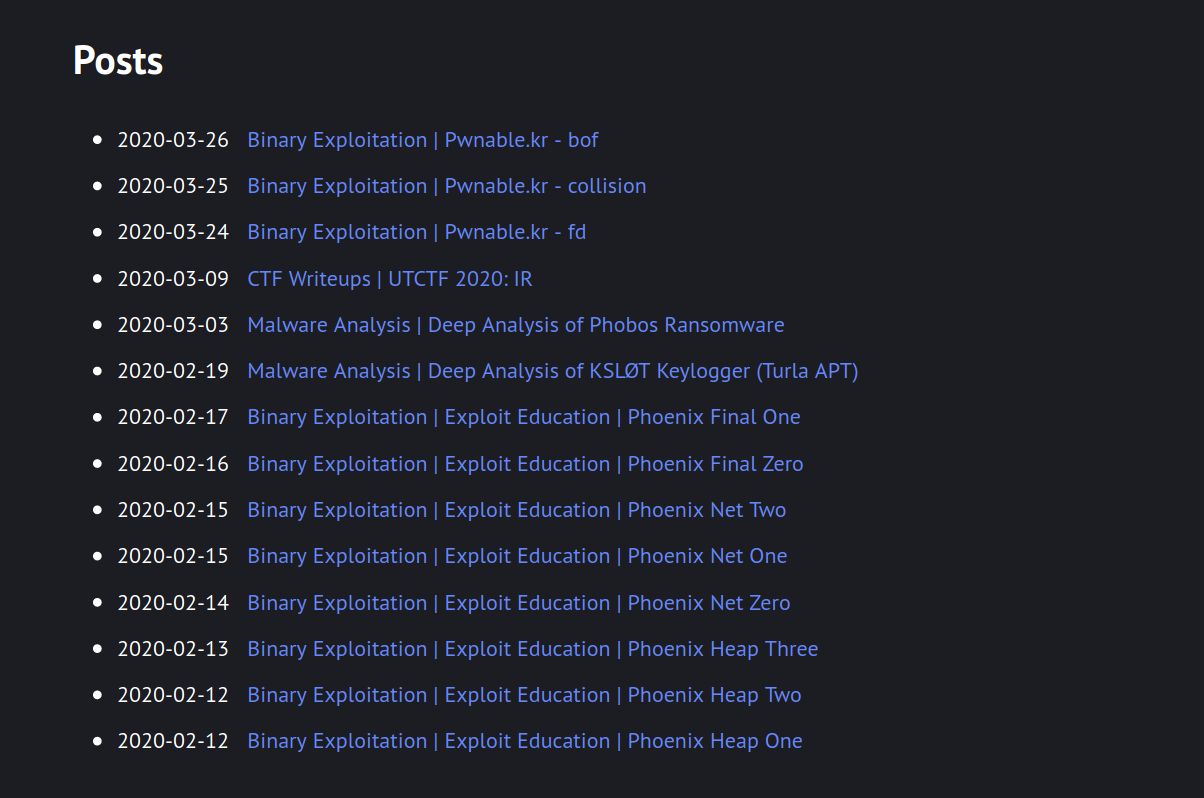 Posts
2020-03-26 Binary Exploitation | Pwnable.kr - bof
2020-03-25 Binary Exploitation | Pwnable.kr - collision
2020-03-24 Binary Exploitation | Pwnable.kr - fd
2020-03-09 CTF Writeups | UTCTF 2020: IR
2020-03-03 Malware Analysis | Deep Analysis of Phobos Ransomware
2020-02-19 Malware Analysis | Deep Analysis of KSLØT Keylogger (Turla APT)
2020-02-17 Binary Exploitation | Exploit Education | Phoenix Final One
2020-02-16 Binary Exploitation | Exploit Education | Phoenix Final Zero
2020-02-15 Binary Exploitation | Exploit Education | Phoenix Net Two
2020-02-15 Binary Exploitation | Exploit Education | Phoenix Net One
2020-02-14 Binary Exploitation | Exploit Education | Phoenix Net Zero
2020-02-13 Binary Exploitation | Exploit Education | Phoenix Heap Three
2020-02-12 Binary Exploitation | Exploit Education | Phoenix Heap Two
2020-02-12 Binary Exploitation | Exploit Education | Phoenix Heap One